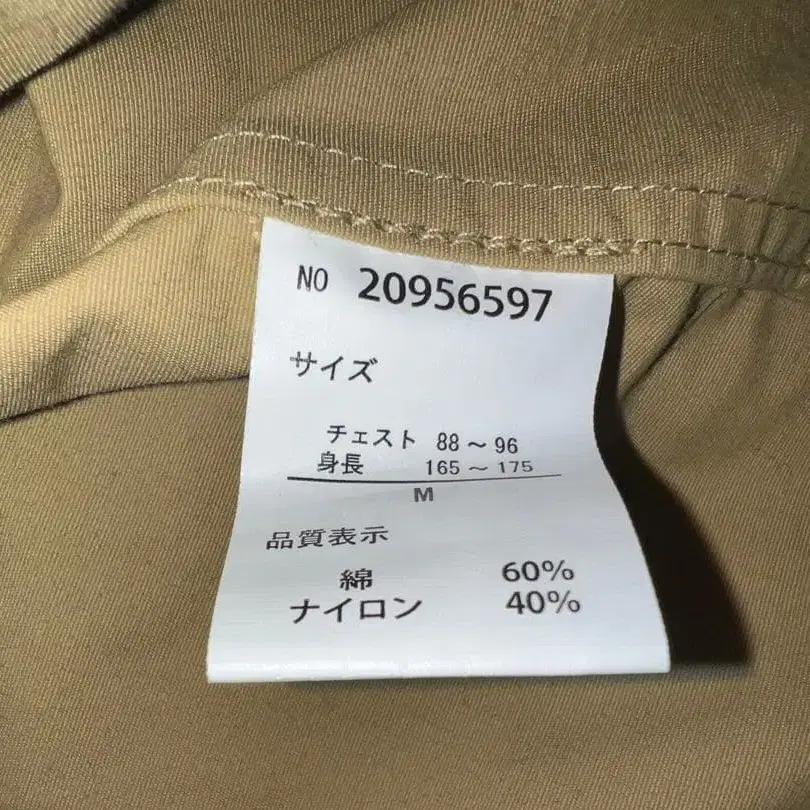 NO 20956597
サイズ
チェスト 88～96
身長 165～175
M
品質表示
綿 60%
ナイロン 40%